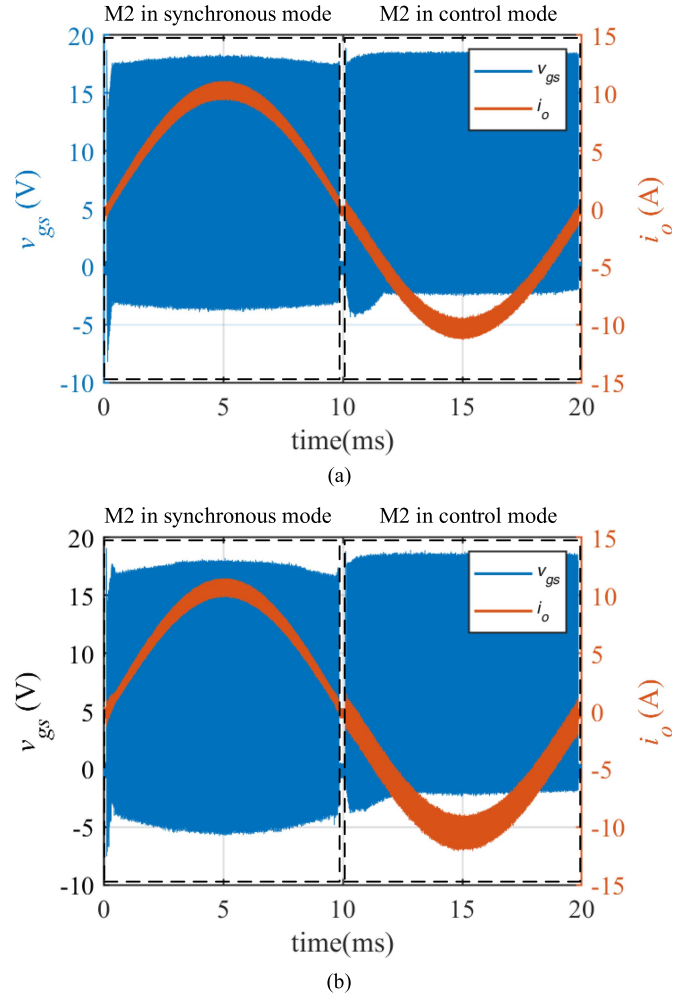 M2 in synchronous mode M2 in control mode
20 15
15 10
10 5
5 0
0 -5
-5 -10
-10 -15
v_gs (V)
i_o (A)
v_gs
i_o
0 5 10 15 20
time(ms)
(a)
M2 in synchronous mode M2 in control mode
20 15
15 10
10 5
5 0
0 -5
-5 -10
-10 -15
v_gs (V)
i_o (A)
v_gs
i_o
0 5 10 15 20
time(ms)
(b)